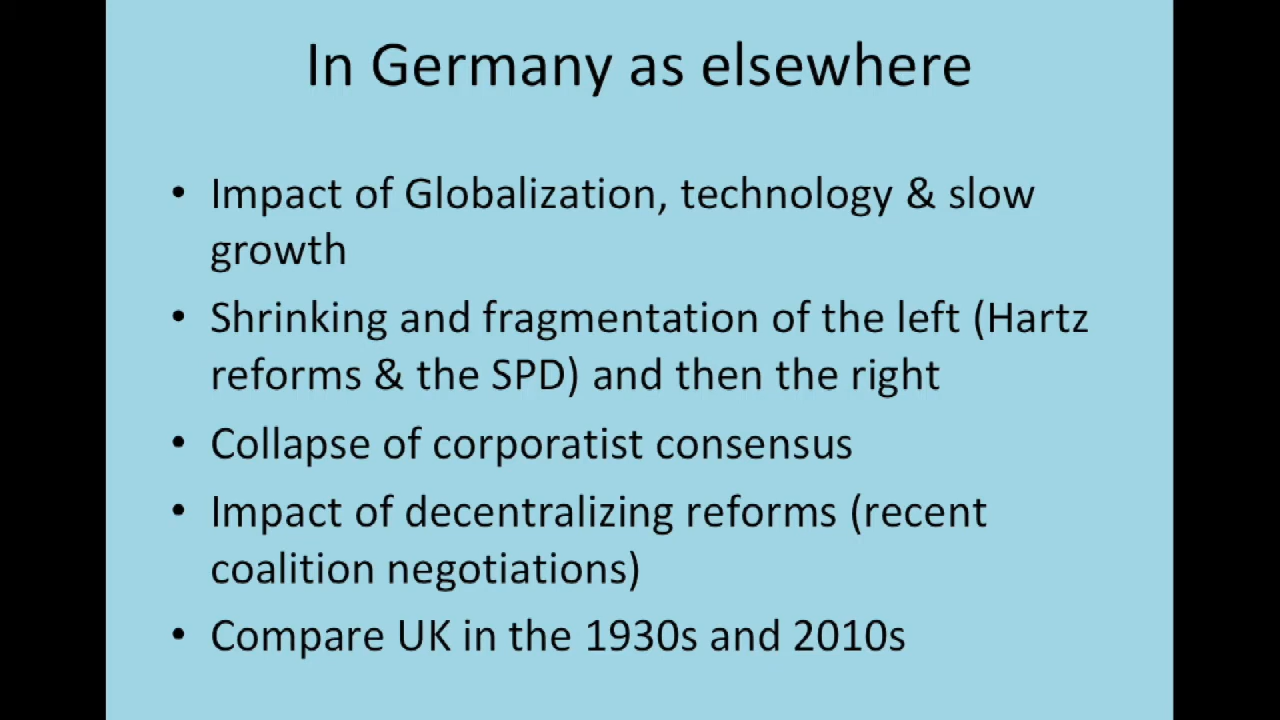 In Germany as elsewhere
• Impact of Globalization, technology & slow
growth
• Shrinking and fragmentation of the left (Hartz
reforms & the SPD) and then the right
• Collapse of corporatist consensus
• Impact of decentralizing reforms (recent
coalition negotiations)
• Compare UK in the 1930s and 2010s